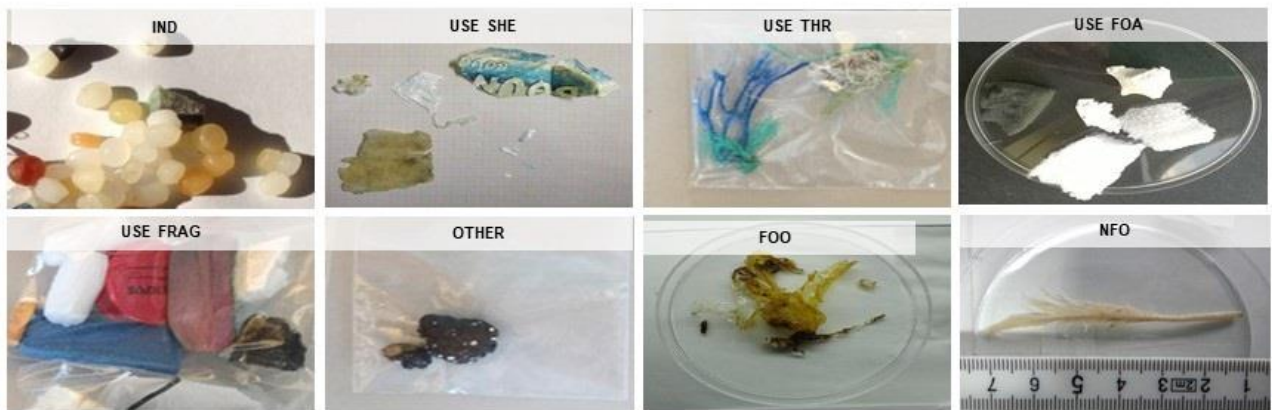 IND
USE SHE
USE THR
USE FOA
USE FRAG
OTHER
FOO
NFO
7 6 5 4 3 2m 2 1